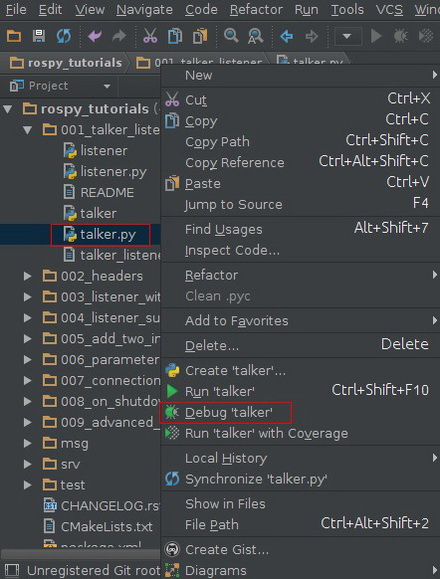 Edit View Navigate Code Refactor Run Tools VCS Window
rospy_tutorials 001_talker_listener talker.py
Project
rospy_tutorials
001_talker_liste
listener
listener.py
README
talker
talker.py
talker_listene
002_headers
003_listener_wit
004_listener_su
005_add_two_in
006_parameter
007_connection
008_on_shutdo
009_advanced_
msg
srv
test
CHANGELOG.rs
CMakeLists.txt
package.xml
Unregistered Git root
New
Cut Ctrl+X
Copy Ctrl+C
Copy Path Ctrl+Shift+C
Copy Reference Ctrl+Alt+Shift+C
Paste Ctrl+V
Jump to Source F4
Find Usages Alt+Shift+7
Inspect Code...
Refactor
Clean .pyc
Add to Favorites
Delete... Delete
Create 'talker'...
Run 'talker' Ctrl+Shift+F10
Debug 'talker'
Run 'talker' with Coverage
Local History
Synchronize 'talker.py'
Show in Files
File Path Ctrl+Alt+Shift+2
Create Gist...
Diagrams